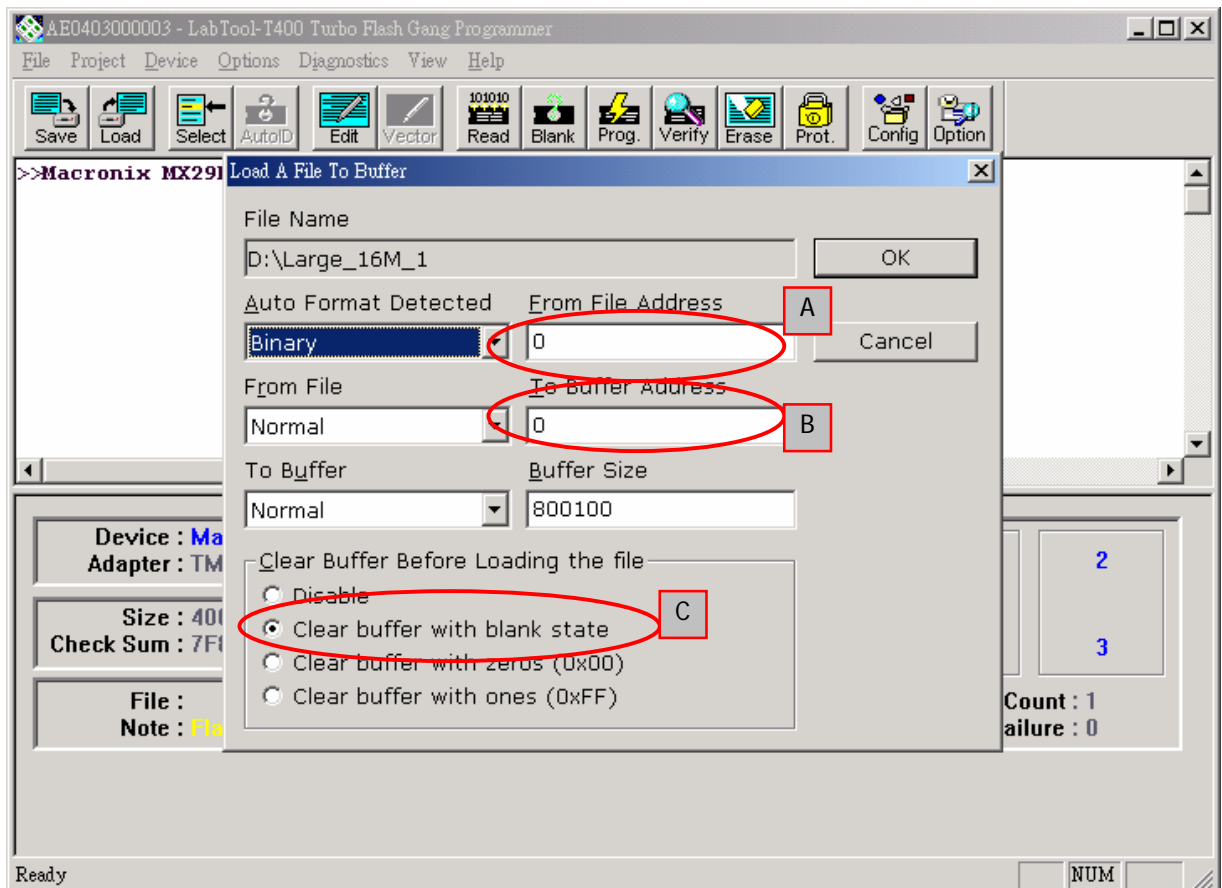 AE0403000003 - LabTool-T400 Turbo Flash Gang Programmer
File Project Device Options Diagnostics View Help
101010
Save Load Select AutoID Edit Vector Read Blank Prog. Verify Erase Prot. Config Option
>>Macronix
Load A File To Buffer
File Name
D:\Large_16M_1
OK
Auto Format Detected From File Address
A
Binary 0
Cancel
From File To Buffer Address
Normal 0
B
To Buffer Buffer Size
Normal 800100
Device : Ma
Adapter : TM
2
Clear Buffer Before Loading the file
Disable
Size :
Clear buffer with blank state
C
Check Sum :
3
Clear buffer with zeros (0x00)
Clear buffer with ones (0xFF)
File :
Count : 1
Note :
ailure : 0
Ready
NUM